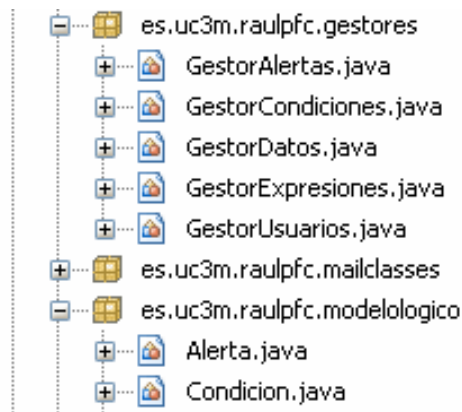 es.uc3m.raulpfc.gestores
GestorAlertas.java
GestorCondiciones.java
GestorDatos.java
GestorExpresiones.java
GestorUsuarios.java
es.uc3m.raulpfc.mailclasses
es.uc3m.raulpfc.modelologico
Alerta.java
Condicion.java